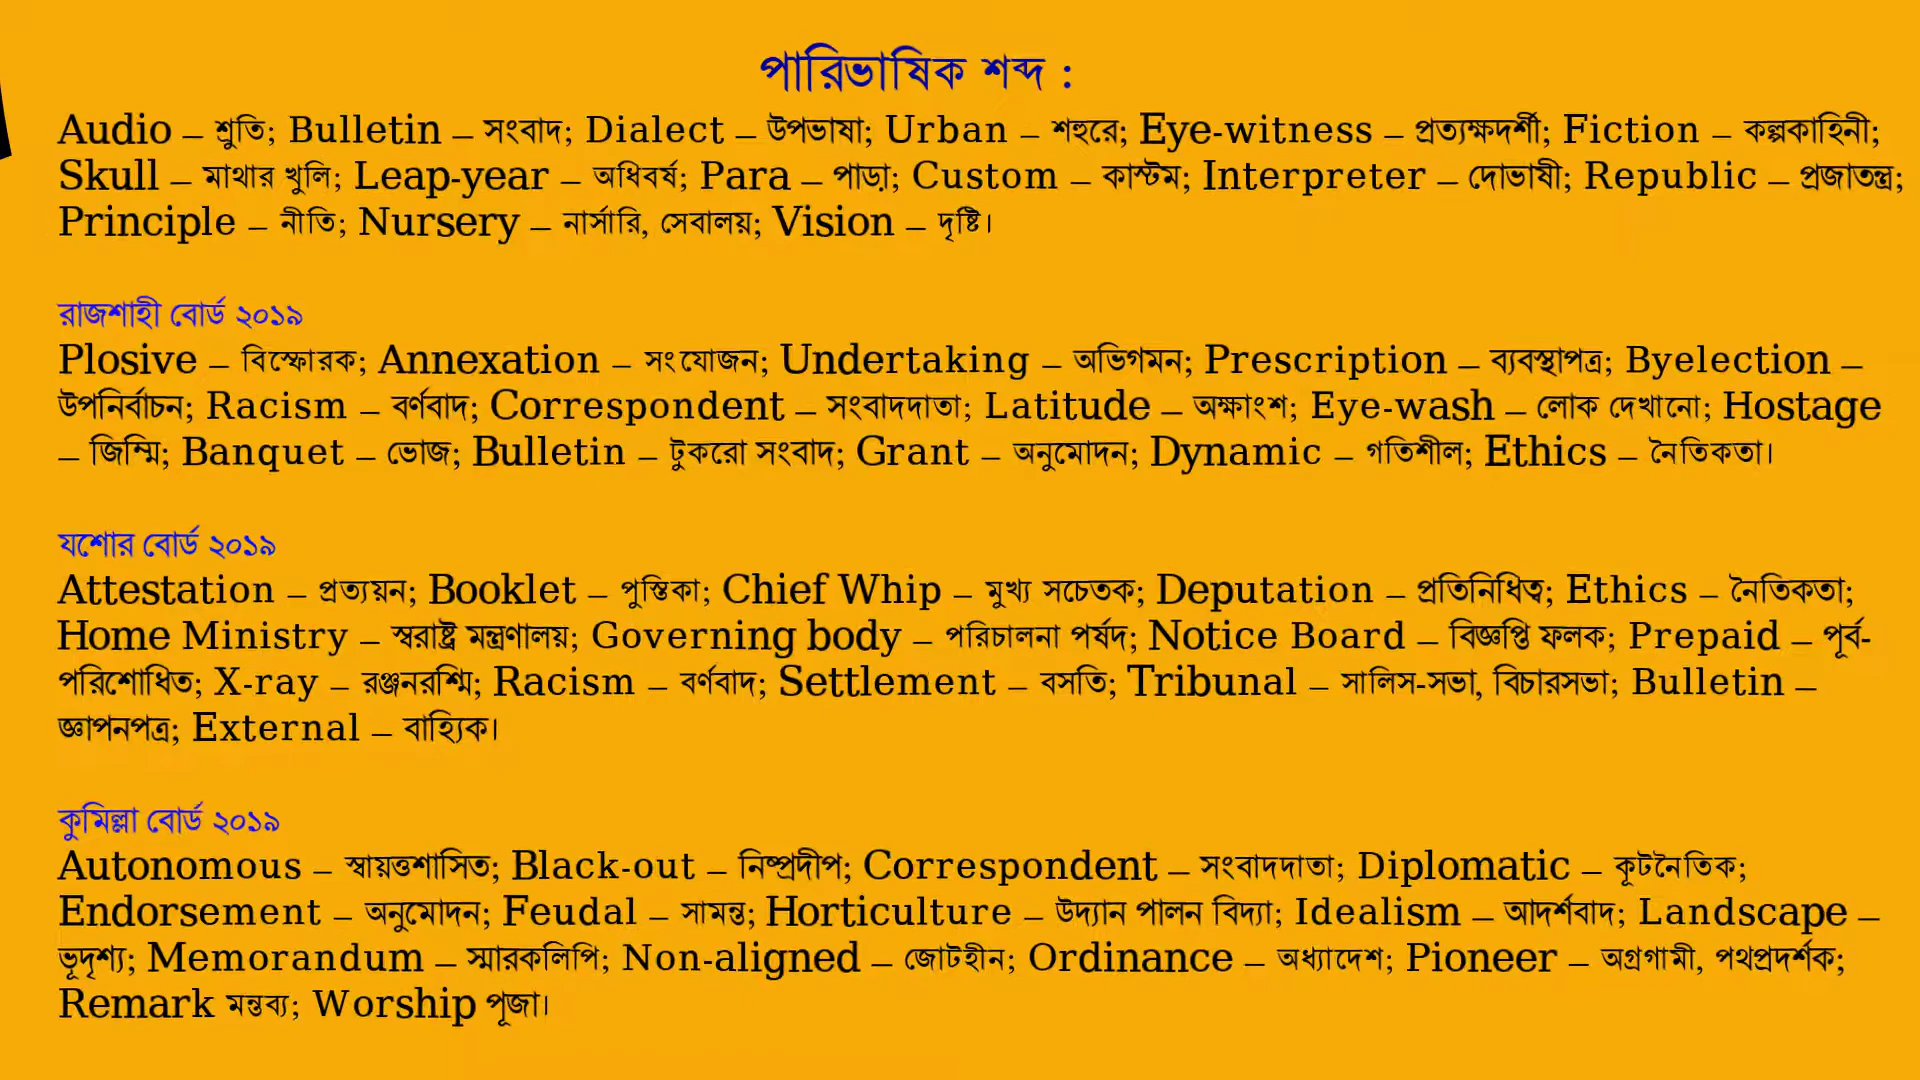 পারিভাষিক শব্দ :
Audio – শ্রুতি; Bulletin – সংবাদ; Dialect – উপভাষা; Urban – শহুরে; Eye-witness – প্রত্যক্ষদর্শী; Fiction – কল্পকাহিনী;
Skull – মাথার খুলি; Leap-year – অধিবর্ষ; Para – পাড়া; Custom – কাস্টম; Interpreter – দোভাষী; Republic – প্রজাতন্ত্র;
Principle – নীতি; Nursery – নার্সারি, সেবালয়; Vision – দৃষ্টি।
রাজশাহী বোর্ড ২০১৯
Plosive – বিস্ফোরক; Annexation – সংযোজন; Undertaking – অভিগমন; Prescription – ব্যবস্থাপত্র; Byelection –
উপনির্বাচন; Racism – বর্ণবাদ; Correspondent – সংবাদদাতা; Latitude – অক্ষাংশ; Eye-wash – লোক দেখানো; Hostage
– জিম্মি; Banquet – ভোজ; Bulletin – টুকরো সংবাদ; Grant – অনুমোদন; Dynamic – গতিশীল; Ethics – নৈতিকতা।
যশোর বোর্ড ২০১৯
Attestation – প্রত্যয়ন; Booklet – পুস্তিকা; Chief Whip – মুখ্য সচেতক; Deputation – প্রতিনিধিত্ব; Ethics – নৈতিকতা;
Home Ministry – স্বরাষ্ট্র মন্ত্রণালয়; Governing body – পরিচালনা পর্ষদ; Notice Board – বিজ্ঞপ্তি ফলক; Prepaid – পূর্ব-
পরিশোধিত; X-ray – রঞ্জনরশ্মি; Racism – বর্ণবাদ; Settlement – বসতি; Tribunal – সালিস-সভা, বিচারসভা; Bulletin –
জ্ঞাপনপত্র; External – বাহ্যিক।
কুমিল্লা বোর্ড ২০১৯
Autonomous – স্বায়ত্তশাসিত; Black-out – নিষ্প্রদীপ; Correspondent – সংবাদদাতা; Diplomatic – কূটনৈতিক;
Endorsement – অনুমোদন; Feudal – সামন্ত; Horticulture – উদ্যান পালন বিদ্যা; Idealism – আদর্শবাদ; Landscape –
ভূদৃশ্য; Memorandum – স্মারকলিপি; Non-aligned – জোটহীন; Ordinance – অধ্যাদেশ; Pioneer – অগ্রগামী, পথপ্রদর্শক;
Remark মন্তব্য; Worship পূজা।